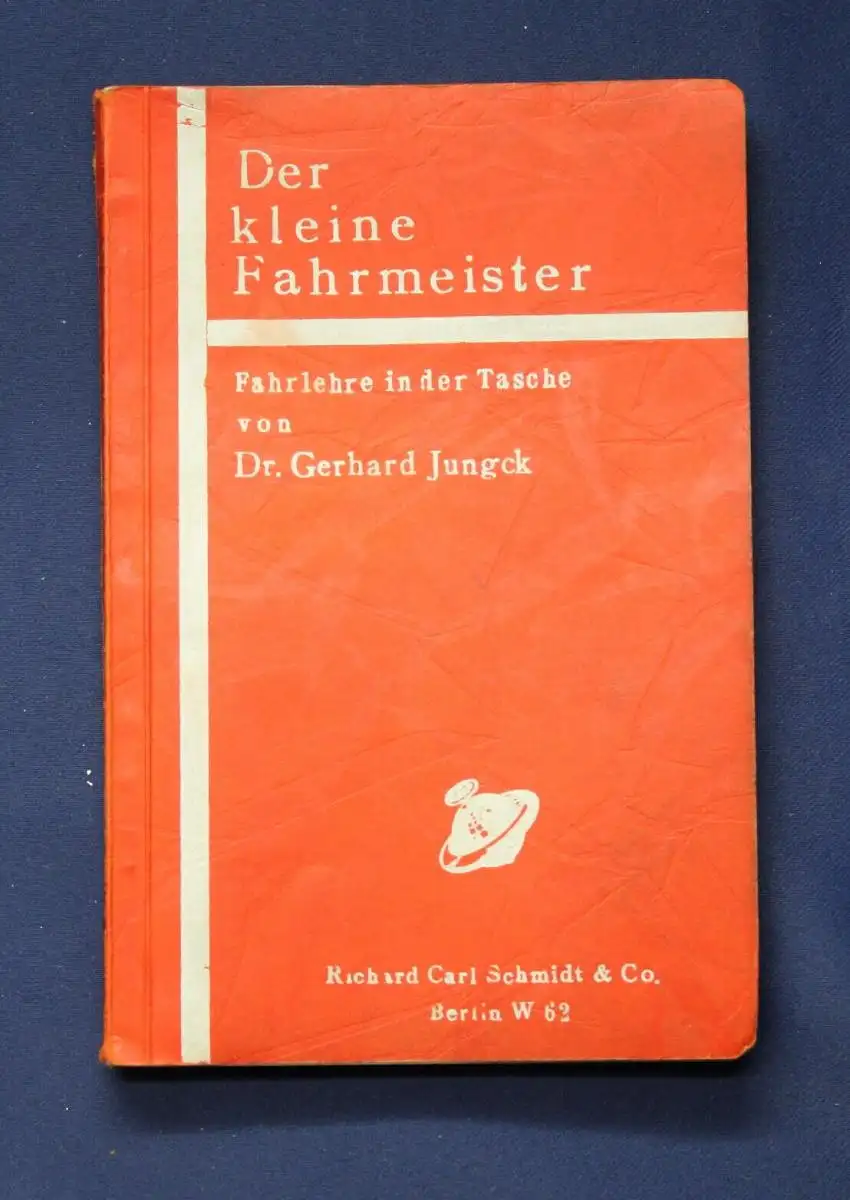 Der
kleine
Fahrmeister
Fahrlehre in der Tasche
von
Dr. Gerhard Jungck
Richard Carl Schmidt & Co.
Berlin W 62